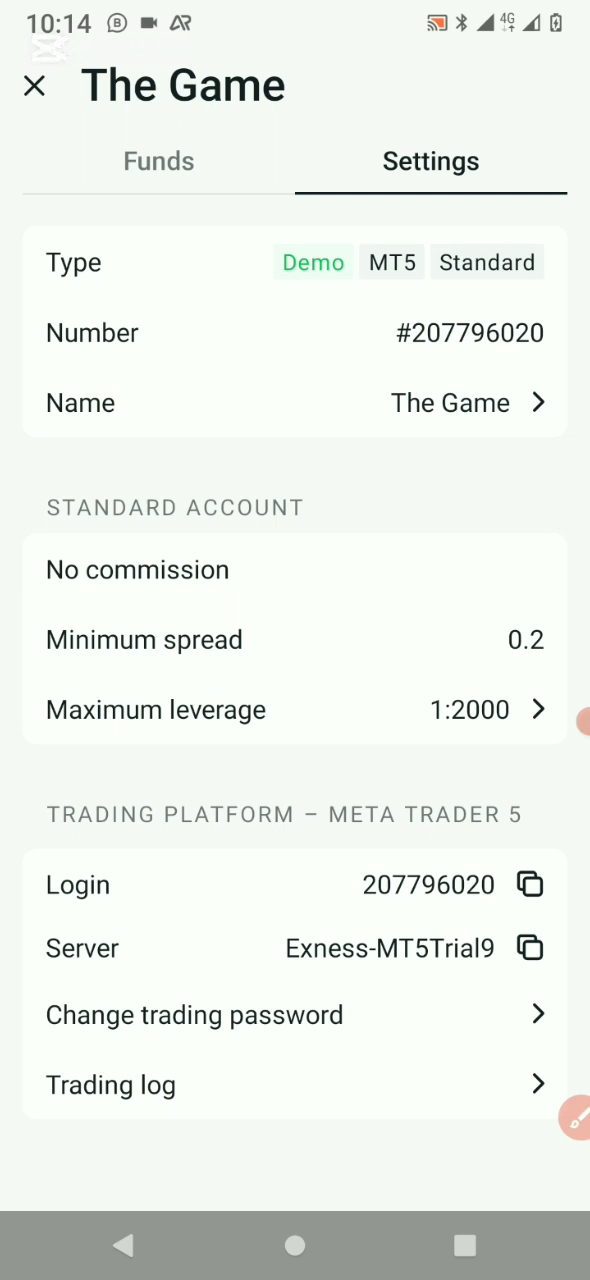 10:14
4G
The Game
Funds
Settings
Type
Demo MT5 Standard
Number
#207796020
Name
The Game
STANDARD ACCOUNT
No commission
Minimum spread
0.2
Maximum leverage
1:2000
TRADING PLATFORM – META TRADER 5
Login
207796020
Server
Exness-MT5Trial9
Change trading password
Trading log